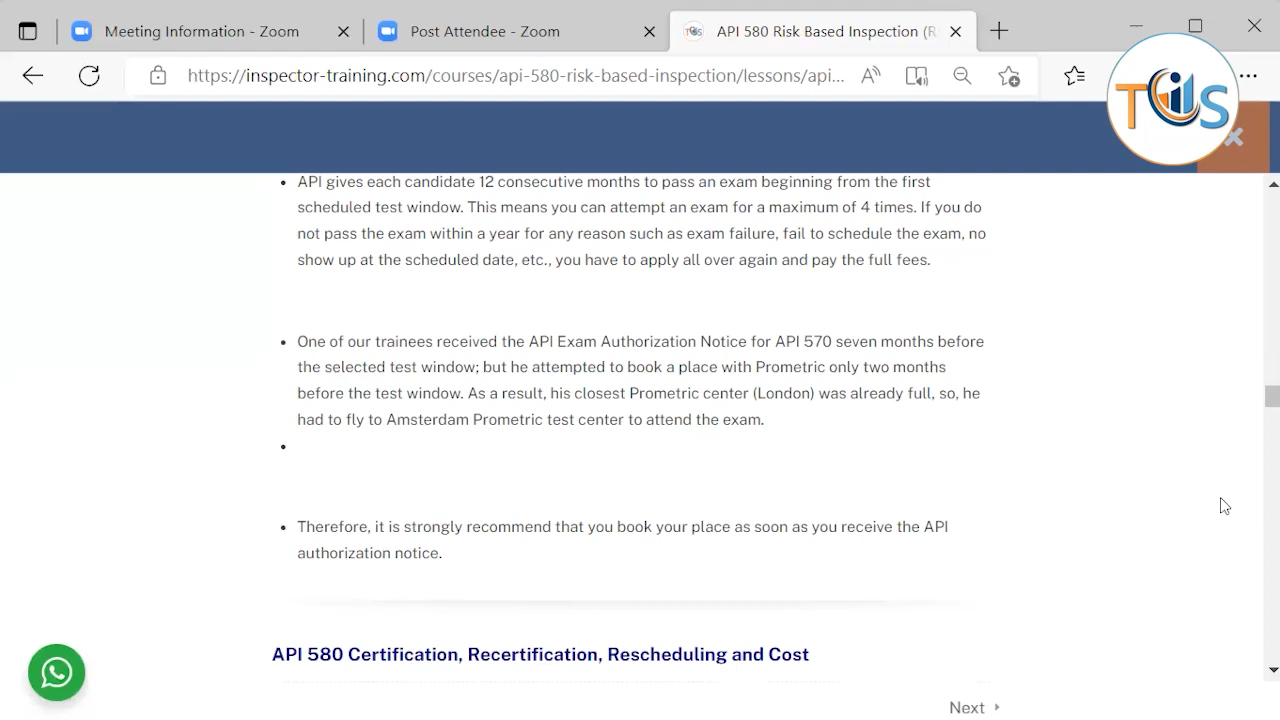 Meeting Information - Zoom
Post Attendee - Zoom
API 580 Risk Based Inspection (R
https://inspector-training.com/courses/api-580-risk-based-inspection/lessons/api...
TIS
API gives each candidate 12 consecutive months to pass an exam beginning from the first
scheduled test window. This means you can attempt an exam for a maximum of 4 times. If you do
not pass the exam within a year for any reason such as exam failure, fail to schedule the exam, no
show up at the scheduled date, etc., you have to apply all over again and pay the full fees.
One of our trainees received the API Exam Authorization Notice for API 570 seven months before
the selected test window; but he attempted to book a place with Prometric only two months
before the test window. As a result, his closest Prometric center (London) was already full, so, he
had to fly to Amsterdam Prometric test center to attend the exam.
Therefore, it is strongly recommend that you book your place as soon as you receive the API
authorization notice.
API 580 Certification, Recertification, Rescheduling and Cost
Next